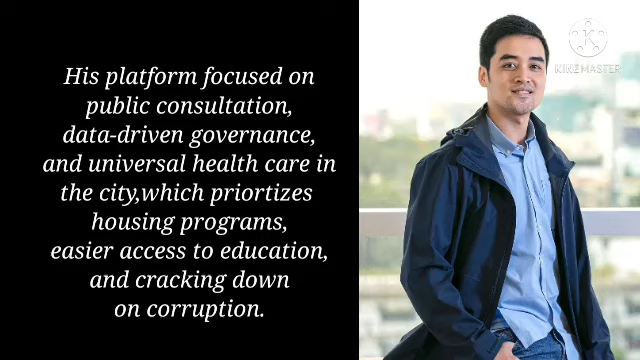 His platform focused on
public consultation,
data-driven governance,
and universal health care in
the city,which priortizes
housing programs,
easier access to education,
and cracking down
on corruption.
K
KINEMASTER